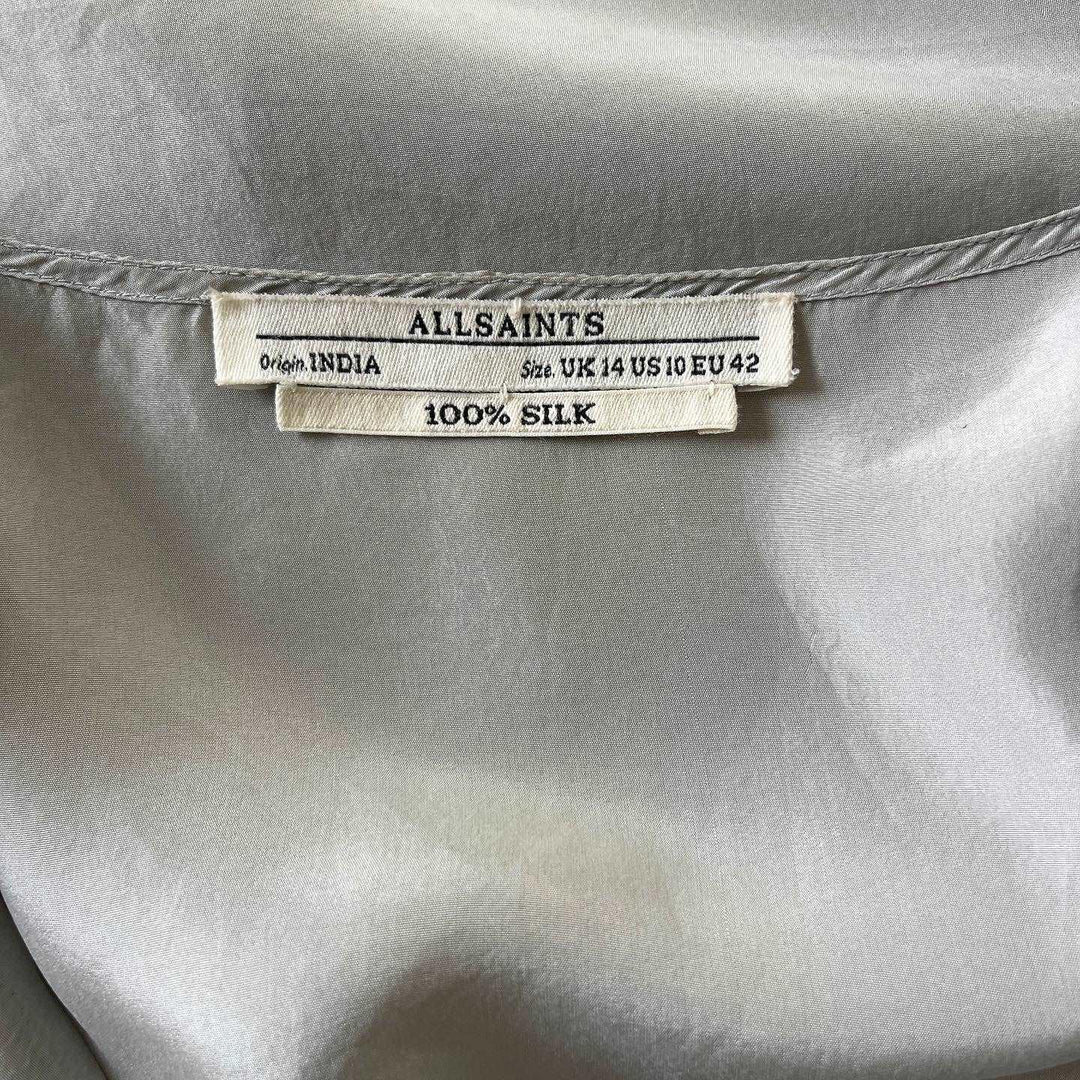 ALLSAINTS
Origin. INDIA Size. UK 14 US 10 EU 42
100% SILK